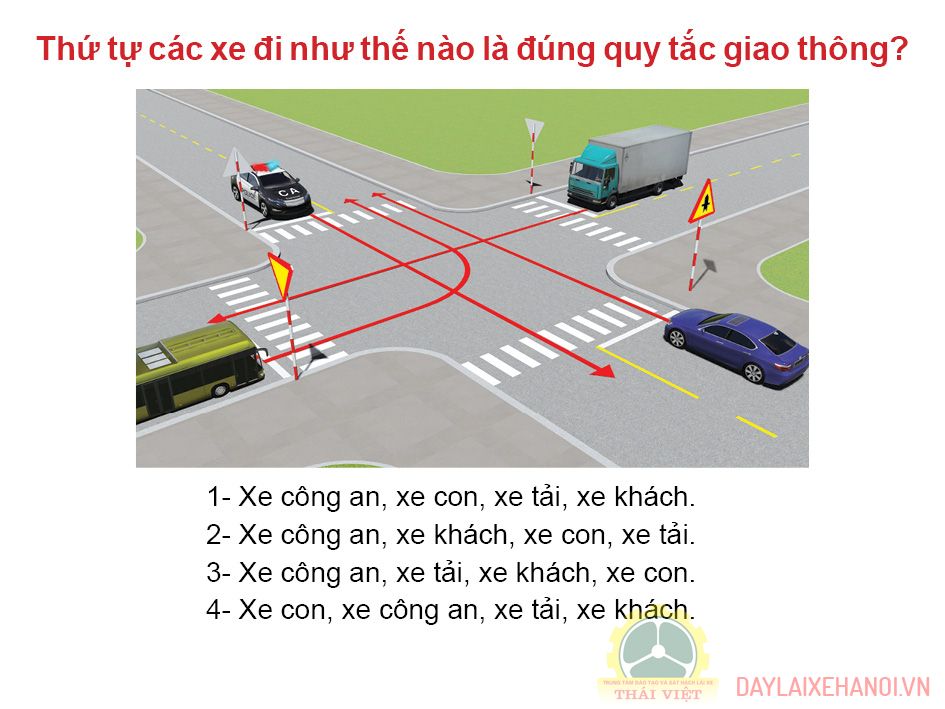 Thứ tự các xe đi như thế nào là đúng quy tắc giao thông?
CA
1- Xe công an, xe con, xe tải, xe khách.
2- Xe công an, xe khách, xe con, xe tải.
3- Xe công an, xe tải, xe khách, xe con.
4- Xe con, xe công an, xe tải, xe khách.
TRUNG TÂM ĐÀO TẠO VÀ SÁT HẠCH LÁI XE
THÁI VIỆT
DAYLAIXEHANOI.VN